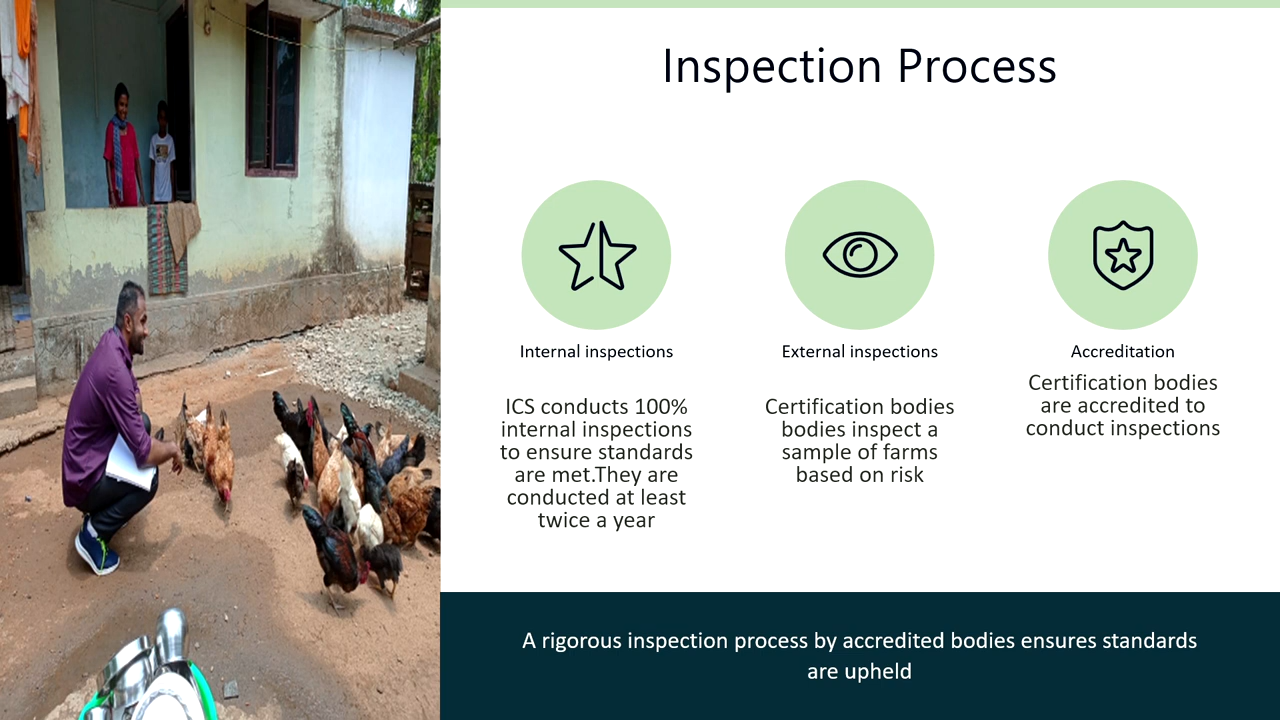 Inspection Process
Internal inspections
ICS conducts 100%
internal inspections
to ensure standards
are met.They are
conducted at least
twice a year
External inspections
Certification bodies
bodies inspect a
sample of farms
based on risk
Accreditation
Certification bodies
are accredited to
conduct inspections
A rigorous inspection process by accredited bodies ensures standards
are upheld